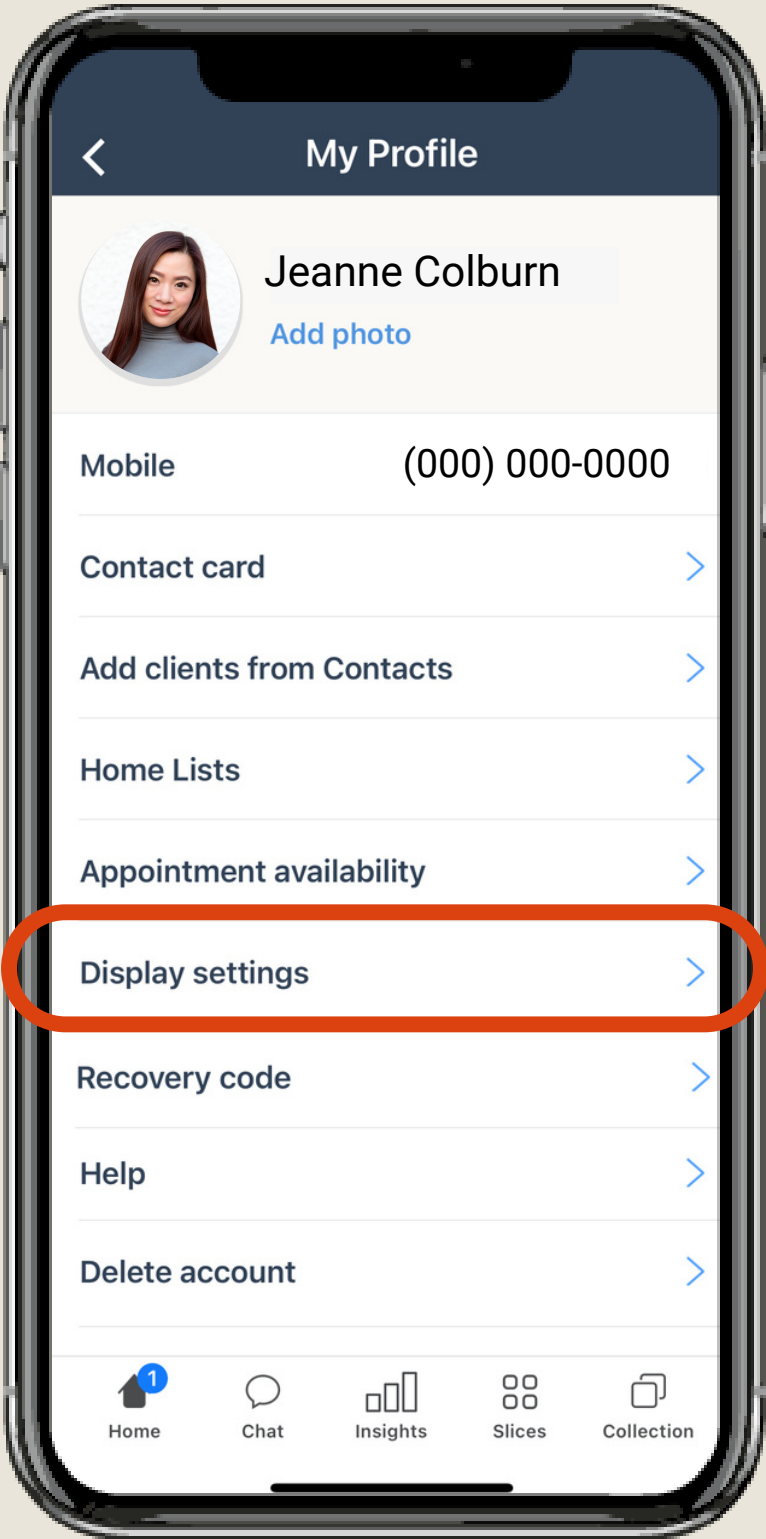 My Profile
Jeanne Colburn
Add photo
Mobile (000) 000-0000
Contact card
Add clients from Contacts
Home Lists
Appointment availability
Display settings
Recovery code
Help
Delete account
1
Home Chat Insights Slices Collection